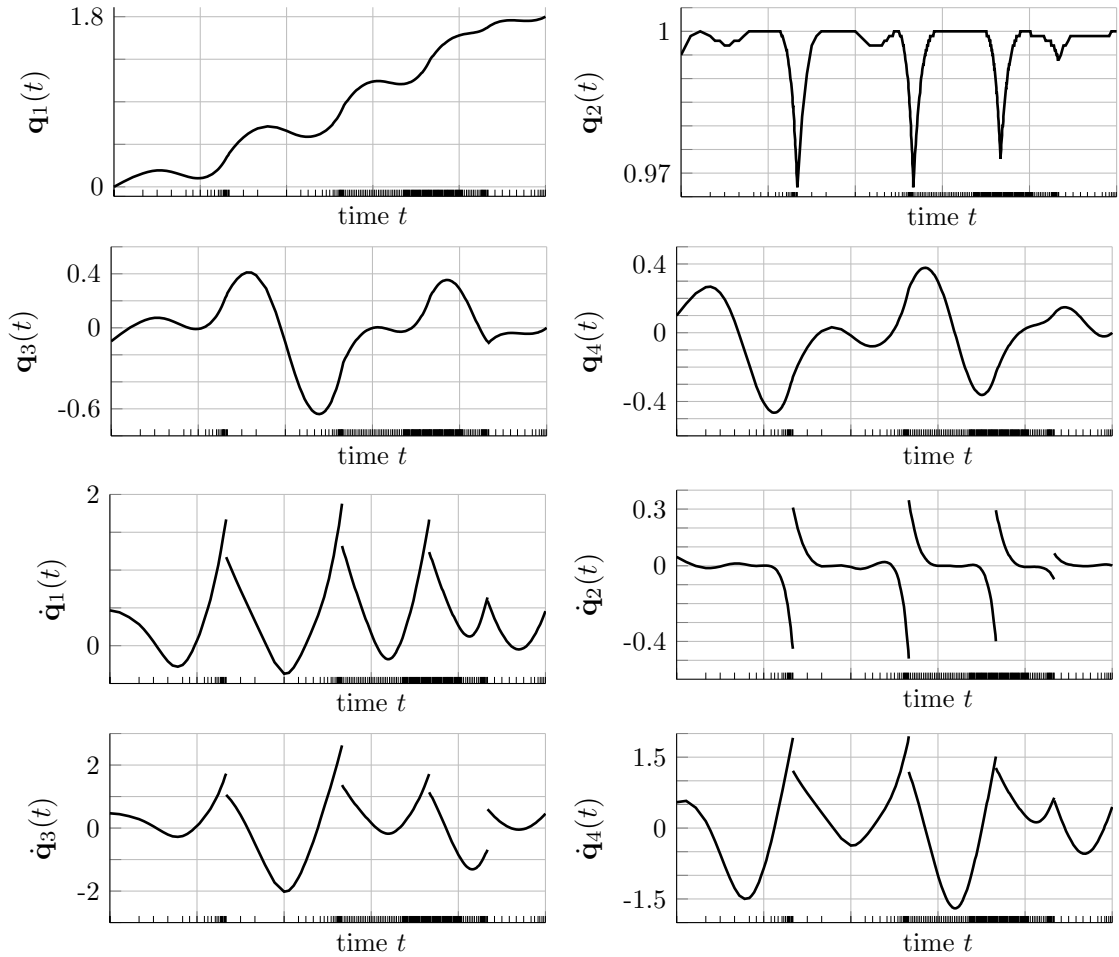 1.8
0
q₁(t)
time t
1
0.97
q₂(t)
time t
0.4
0
-0.6
q₃(t)
time t
0.4
0
-0.4
q₄(t)
time t
2
0
q̇₁(t)
time t
0.3
0
-0.4
q̇₂(t)
time t
2
0
-2
q̇₃(t)
time t
1.5
0
-1.5
q̇₄(t)
time t